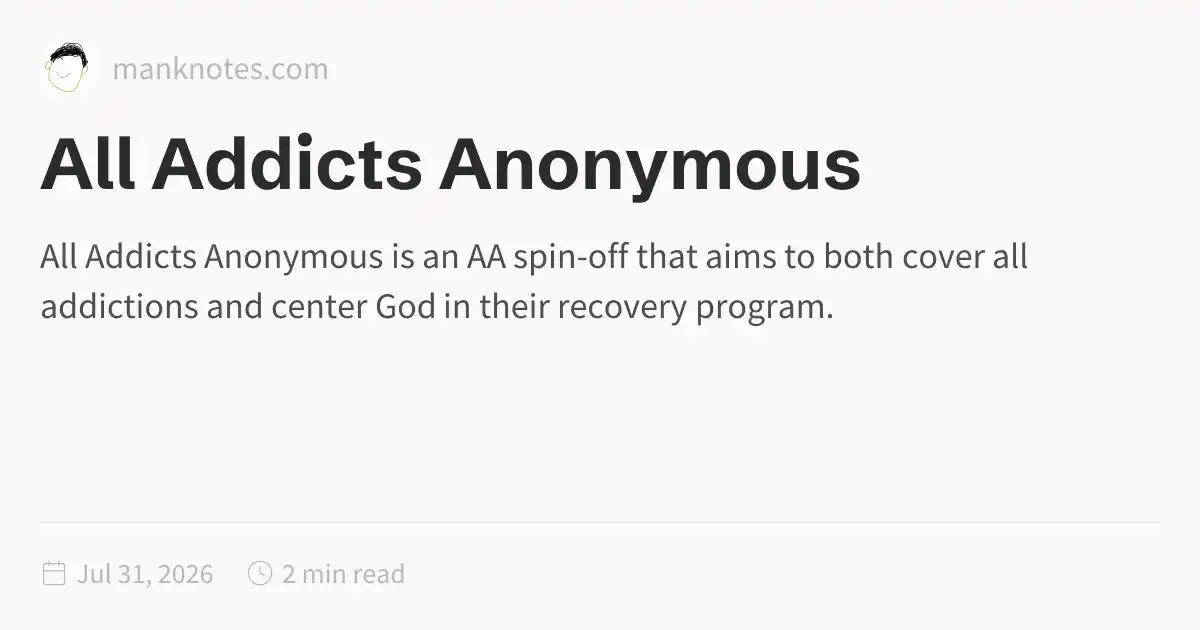 manknotes.com
All Addicts Anonymous
All Addicts Anonymous is an AA spin-off that aims to both cover all
addictions and center God in their recovery program.
Jul 31, 2026 2 min read